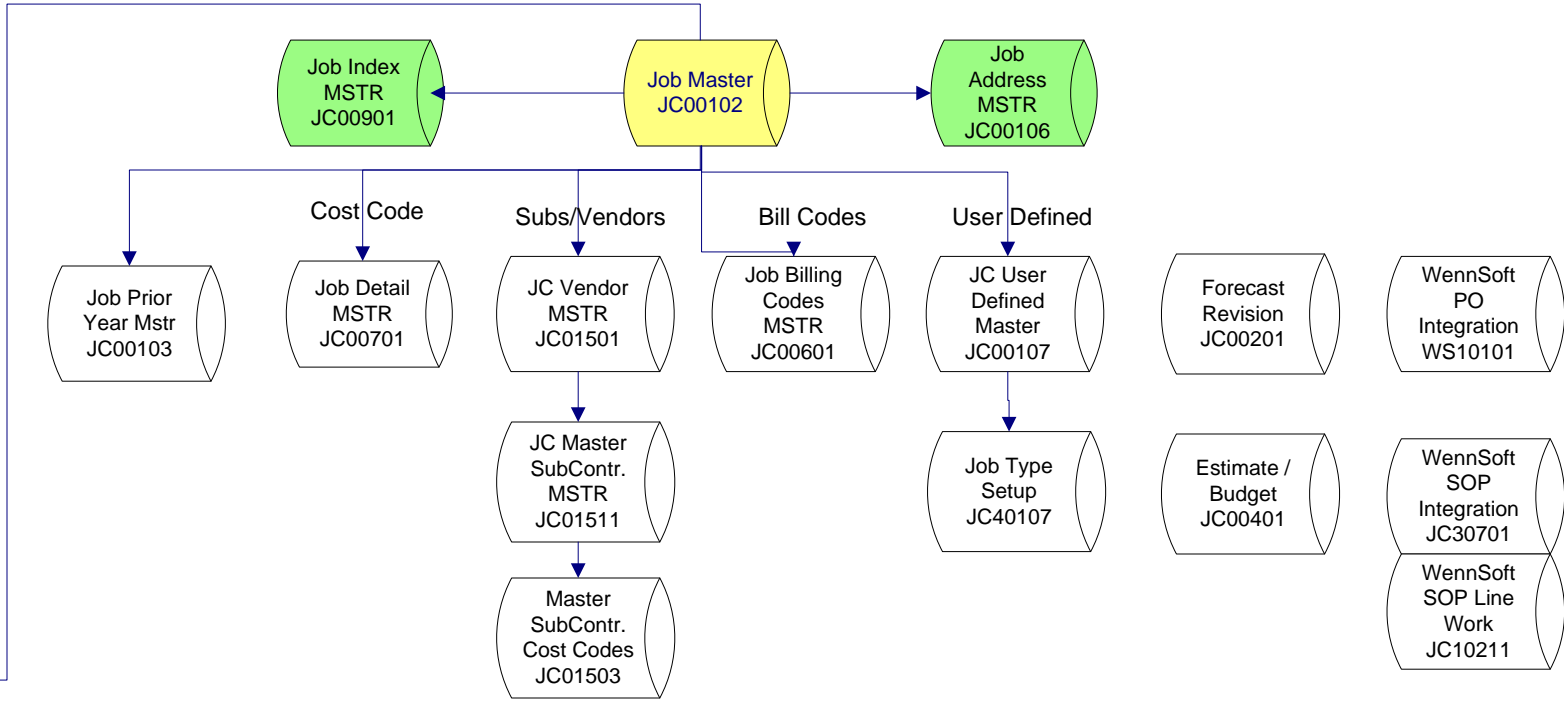 Job Index
MSTR
JC00901
Job Master
JC00102
Job
Address
MSTR
JC00106
Cost Code
Subs/Vendors
Bill Codes
User Defined
Job Prior
Year Mstr
JC00103
Job Detail
MSTR
JC00701
JC Vendor
MSTR
JC01501
Job Billing
Codes
MSTR
JC00601
JC User
Defined
Master
JC00107
Forecast
Revision
JC00201
WennSoft
PO
Integration
WS10101
JC Master
SubContr.
MSTR
JC01511
Job Type
Setup
JC40107
Estimate /
Budget
JC00401
WennSoft
SOP
Integration
JC30701
Master
SubContr.
Cost Codes
JC01503
WennSoft
SOP Line
Work
JC10211